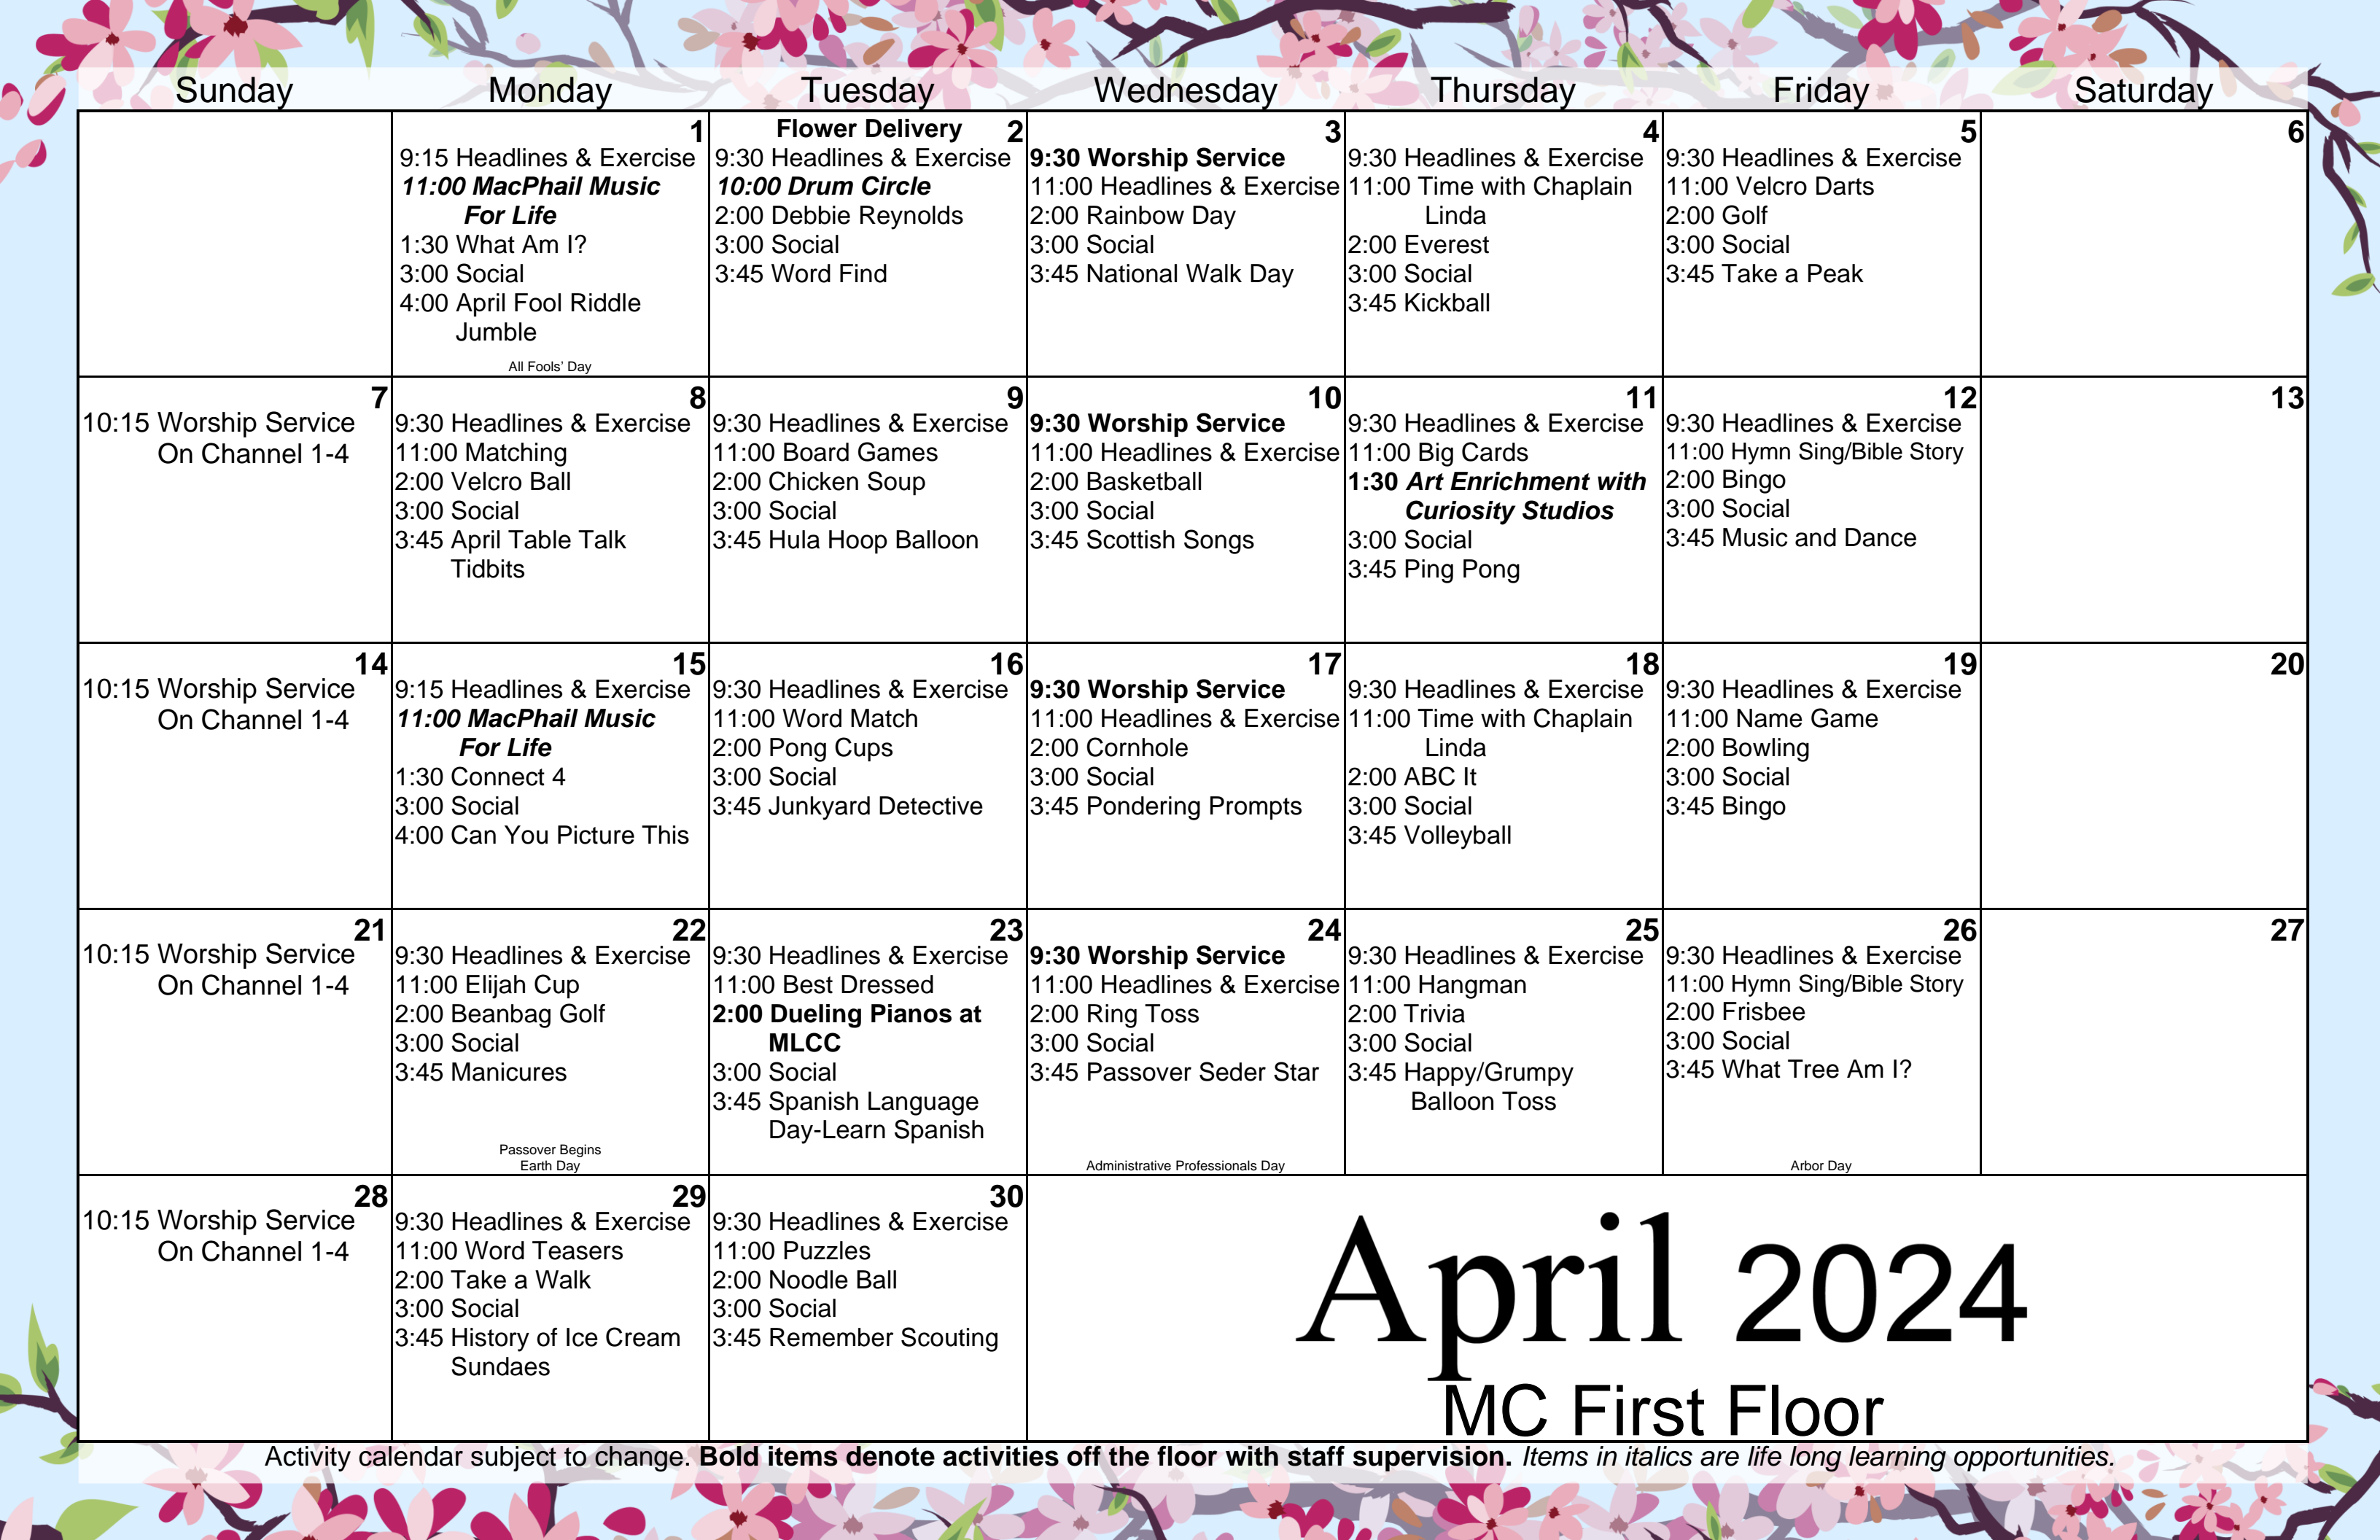 Sunday Monday Tuesday Wednesday Thursday Friday Saturday
1
9:15 Headlines & Exercise
11:00 MacPhail Music
For Life
1:30 What Am I?
3:00 Social
4:00 April Fool Riddle
Jumble
All Fools' Day
Flower Delivery 2
9:30 Headlines & Exercise
10:00 Drum Circle
2:00 Debbie Reynolds
3:00 Social
3:45 Word Find
3
9:30 Worship Service
11:00 Headlines & Exercise
2:00 Rainbow Day
3:00 Social
3:45 National Walk Day
4
9:30 Headlines & Exercise
11:00 Time with Chaplain
Linda
2:00 Everest
3:00 Social
3:45 Kickball
5
9:30 Headlines & Exercise
11:00 Velcro Darts
2:00 Golf
3:00 Social
3:45 Take a Peak
6
7
10:15 Worship Service
On Channel 1-4
8
9:30 Headlines & Exercise
11:00 Matching
2:00 Velcro Ball
3:00 Social
3:45 April Table Talk
Tidbits
9
9:30 Headlines & Exercise
11:00 Board Games
2:00 Chicken Soup
3:00 Social
3:45 Hula Hoop Balloon
10
9:30 Worship Service
11:00 Headlines & Exercise
2:00 Basketball
3:00 Social
3:45 Scottish Songs
11
9:30 Headlines & Exercise
11:00 Big Cards
1:30 Art Enrichment with
Curiosity Studios
3:00 Social
3:45 Ping Pong
12
9:30 Headlines & Exercise
11:00 Hymn Sing/Bible Story
2:00 Bingo
3:00 Social
3:45 Music and Dance
13
14
10:15 Worship Service
On Channel 1-4
15
9:15 Headlines & Exercise
11:00 MacPhail Music
For Life
1:30 Connect 4
3:00 Social
4:00 Can You Picture This
16
9:30 Headlines & Exercise
11:00 Word Match
2:00 Pong Cups
3:00 Social
3:45 Junkyard Detective
17
9:30 Worship Service
11:00 Headlines & Exercise
2:00 Cornhole
3:00 Social
3:45 Pondering Prompts
18
9:30 Headlines & Exercise
11:00 Time with Chaplain
Linda
2:00 ABC It
3:00 Social
3:45 Volleyball
19
9:30 Headlines & Exercise
11:00 Name Game
2:00 Bowling
3:00 Social
3:45 Bingo
20
21
10:15 Worship Service
On Channel 1-4
22
9:30 Headlines & Exercise
11:00 Elijah Cup
2:00 Beanbag Golf
3:00 Social
3:45 Manicures
Passover Begins
Earth Day
23
9:30 Headlines & Exercise
11:00 Best Dressed
2:00 Dueling Pianos at
MLCC
3:00 Social
3:45 Spanish Language
Day-Learn Spanish
24
9:30 Worship Service
11:00 Headlines & Exercise
2:00 Ring Toss
3:00 Social
3:45 Passover Seder Star
Administrative Professionals Day
25
9:30 Headlines & Exercise
11:00 Hangman
2:00 Trivia
3:00 Social
3:45 Happy/Grumpy
Balloon Toss
26
9:30 Headlines & Exercise
11:00 Hymn Sing/Bible Story
2:00 Frisbee
3:00 Social
3:45 What Tree Am I?
Arbor Day
27
28
10:15 Worship Service
On Channel 1-4
29
9:30 Headlines & Exercise
11:00 Word Teasers
2:00 Take a Walk
3:00 Social
3:45 History of Ice Cream
Sundaes
30
9:30 Headlines & Exercise
11:00 Puzzles
2:00 Noodle Ball
3:00 Social
3:45 Remember Scouting
April 2024
MC First Floor
Activity calendar subject to change. Bold items denote activities off the floor with staff supervision. Items in italics are life long learning opportunities.